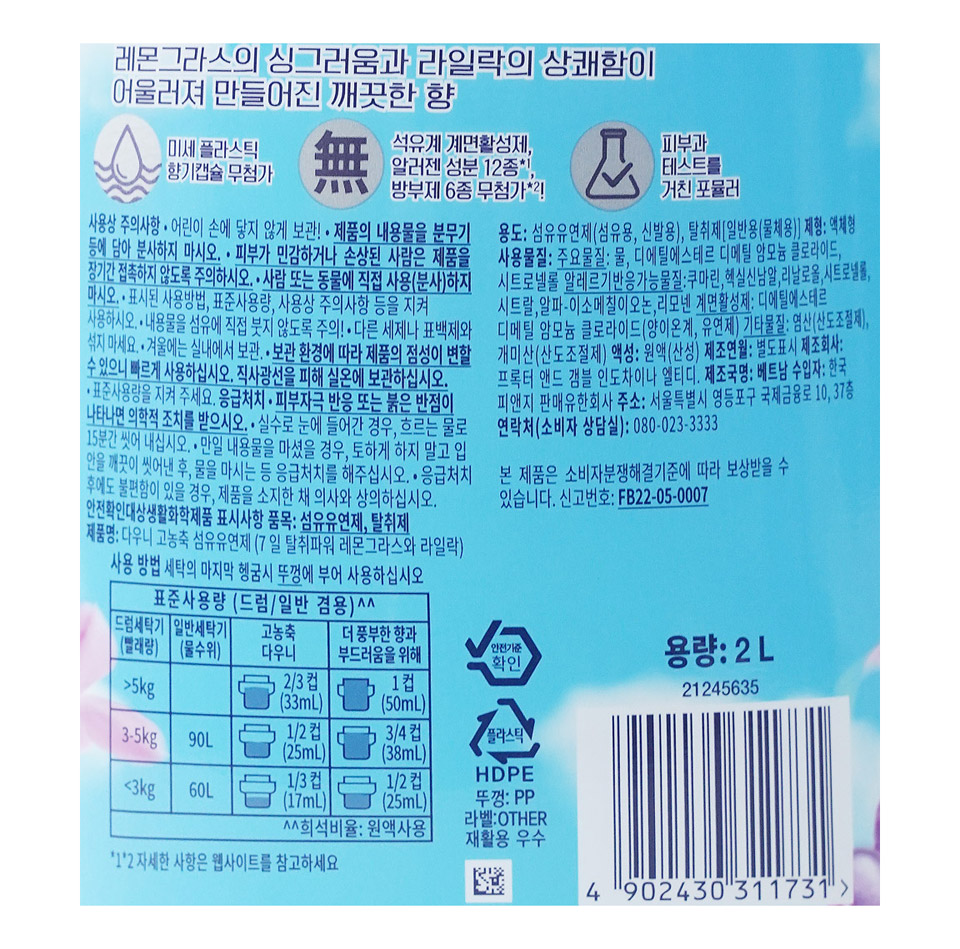 레몬그라스의 싱그러움과 라일락의 상쾌함이
어울러져 만들어진 깨끗한 향
미세 플라스틱
향기캡슐 무첨가
無
석유계 계면활성제,
알러젠 성분 12종*¹,
방부제 6종 무첨가*²!
피부과
테스트를
거친 포뮬러
사용상 주의사항 • 어린이 손에 닿지 않게 보관! • 제품의 내용물을 분무기
등에 담아 분사하지 마시오. • 피부가 민감하거나 손상된 사람은 제품을
장기간 접촉하지 않도록 주의하시오. • 사람 또는 동물에 직접 사용(분사)하지
마시오. • 표시된 사용방법, 표준사용량, 사용상 주의사항 등을 지켜
사용하시오. • 내용물을 섬유에 직접 붓지 않도록 주의! • 다른 세제나 표백제와
섞지 마세요. • 겨울에는 실내에서 보관. • 보관 환경에 따라 제품의 점성이 변할
수 있으니 빠르게 사용하십시오. 직사광선을 피해 실온에 보관하십시오.
• 표준사용량을 지켜 주세요. 응급처치 • 피부자극 반응 또는 붉은 반점이
나타나면 의학적 조치를 받으시오. • 실수로 눈에 들어간 경우, 흐르는 물로
15분간 씻어 내십시오. • 만일 내용물을 마셨을 경우, 토하게 하지 말고 입
안을 깨끗이 씻어낸 후, 물을 마시는 등 응급처치를 해주십시오. • 응급처치
후에도 불편함이 있을 경우, 제품을 소지한 채 의사와 상의하십시오.
안전확인대상생활화학제품 표시사항 품목: 섬유유연제, 탈취제
제품명: 다우니 고농축 섬유유연제 (7일 탈취파워 레몬그라스와 라일락)
용도: 섬유유연제(섬유용, 신발용), 탈취제[일반용(물체용)] 제형: 액체형
사용물질: 주요물질: 물, 디에틸에스테르 디메틸 암모늄 클로라이드,
시트로넬올 알레르기반응가능물질: 쿠마린, 헥실신남알, 리날로올, 시트로넬올,
시트랄, 알파-이소메칠이오논, 리모넨 계면활성제: 디에틸에스테르
디메틸 암모늄 클로라이드(양이온계, 유연제) 기타물질: 염산(산도조절제),
개미산(산도조절제) 액성: 원액(산성) 제조연월: 별도표시 제조회사:
프록터 앤드 갬블 인도차이나 엘티디. 제조국명: 베트남 수입자: 한국
피앤지 판매유한회사 주소: 서울특별시 영등포구 국제금융로 10, 37층
연락처(소비자 상담실): 080-023-3333
본 제품은 소비자분쟁해결기준에 따라 보상받을 수
있습니다. 신고번호: FB22-05-0007
사용 방법 세탁의 마지막 헹굼시 뚜껑에 부어 사용하십시오
표준사용량 (드럼/일반 겸용)^^
드럼세탁기 (빨래량) 일반세탁기 (물수위) 고농축 다우니 더 풍부한 향과 부드러움을 위해
>5kg 2/3 컵 (33mL) 1 컵 (50mL)
3-5kg 90L 1/2 컵 (25mL) 3/4 컵 (38mL)
<3kg 60L 1/3 컵 (17mL) 1/2 컵 (25mL)
^^희석비율: 원액사용
*1*2 자세한 사항은 웹사이트를 참고하세요
안전기준
확인
플라스틱
HDPE
뚜껑: PP
라벨:OTHER
재활용 우수
용량: 2 L
21245635
4 902430 311731 >